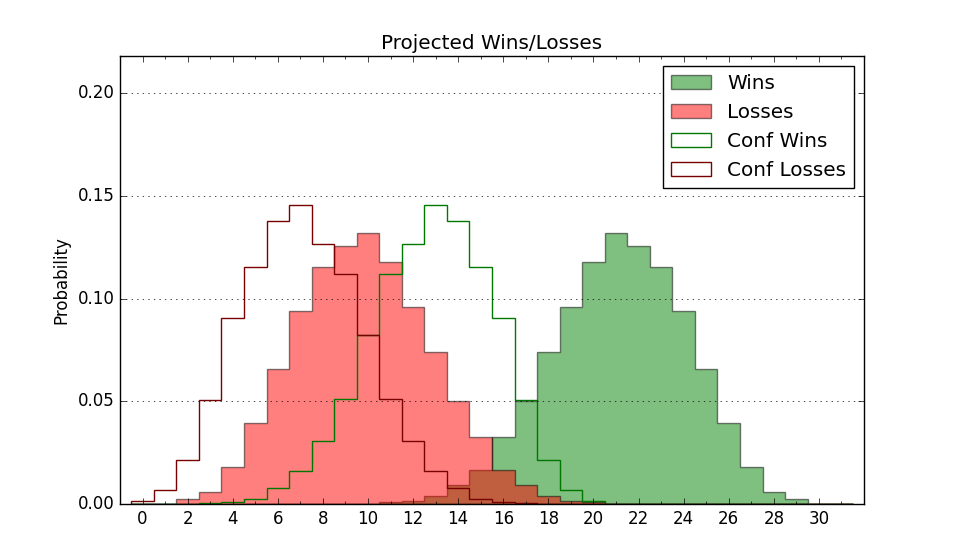 Projected Wins/Losses
Wins
Losses
Conf Wins
Conf Losses
Probability
0.20
0.15
0.10
0.05
0.00
0 2 4 6 8 10 12 14 16 18 20 22 24 26 28 30